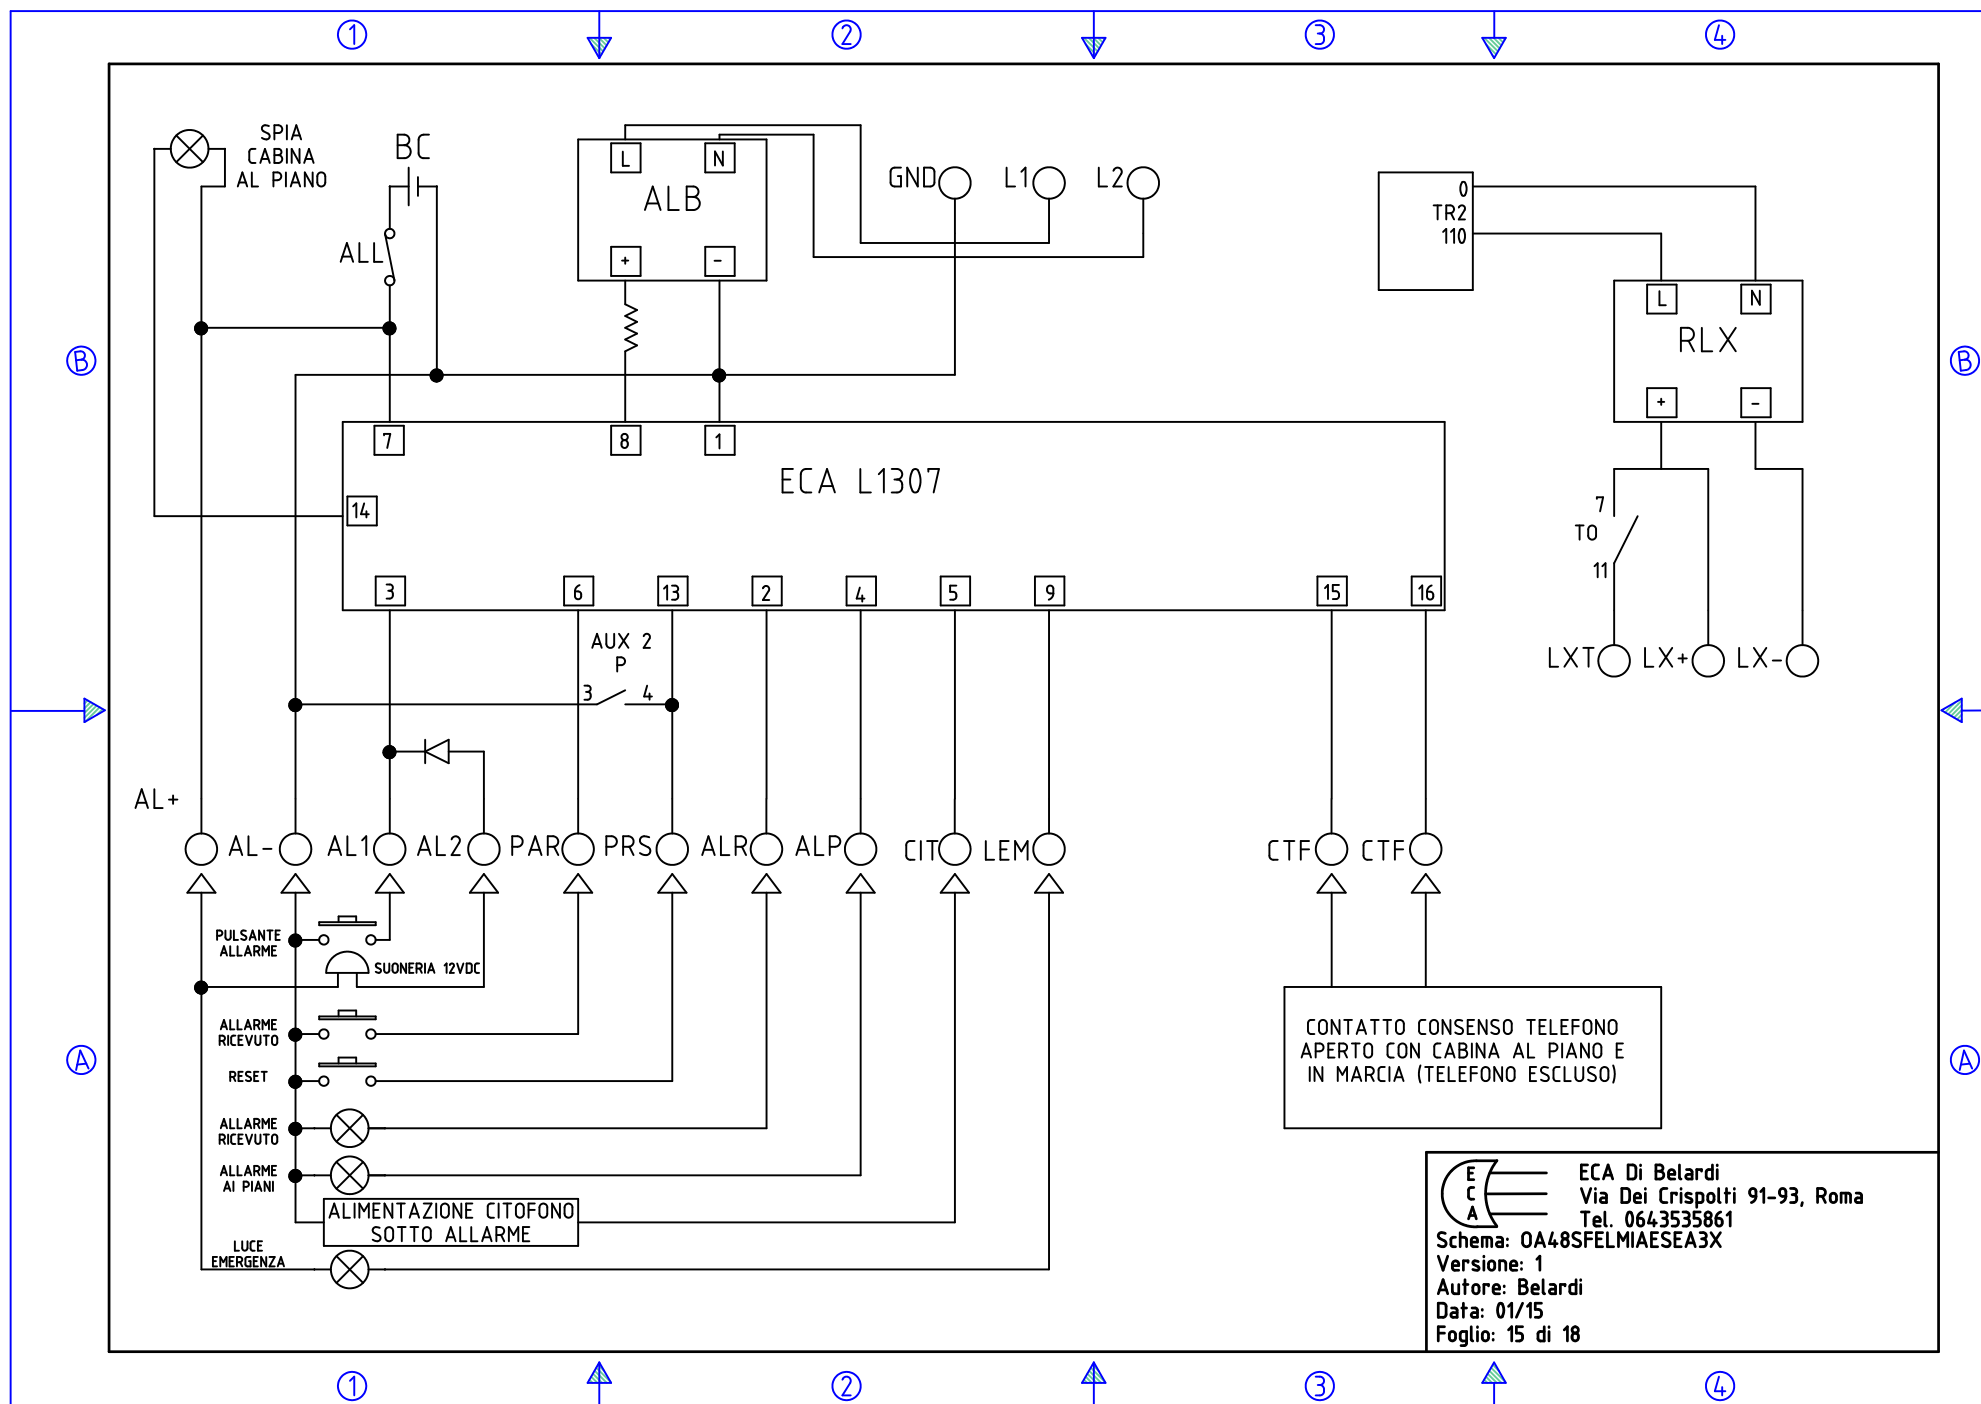 1 2 3 4
SPIA
CABINA
AL PIANO
BC
ALL
L N
ALB
+ -
GND L1 L2
0
TR2
110
L N
RLX
+ -
B B
7 8 1
ECA L1307
14
3 6 13 2 4 5 9 15 16
7
TO
11
AUX 2
P
3 4
LXT LX+ LX-
AL+
AL- AL1 AL2 PAR PRS ALR ALP CIT LEM CTF CTF
PULSANTE
ALLARME
SUONERIA 12VDC
ALLARME
RICEVUTO
RESET
ALLARME
RICEVUTO
ALLARME
AI PIANI
ALIMENTAZIONE CITOFONO
SOTTO ALLARME
LUCE
EMERGENZA
CONTATTO CONSENSO TELEFONO
APERTO CON CABINA AL PIANO E
IN MARCIA (TELEFONO ESCLUSO)
A A
E
C
A
ECA Di Belardi
Via Dei Crispolti 91-93, Roma
Tel. 0643535861
Schema: OA48SFELMIAESEA3X
Versione: 1
Autore: Belardi
Data: 01/15
Foglio: 15 di 18
1 2 3 4